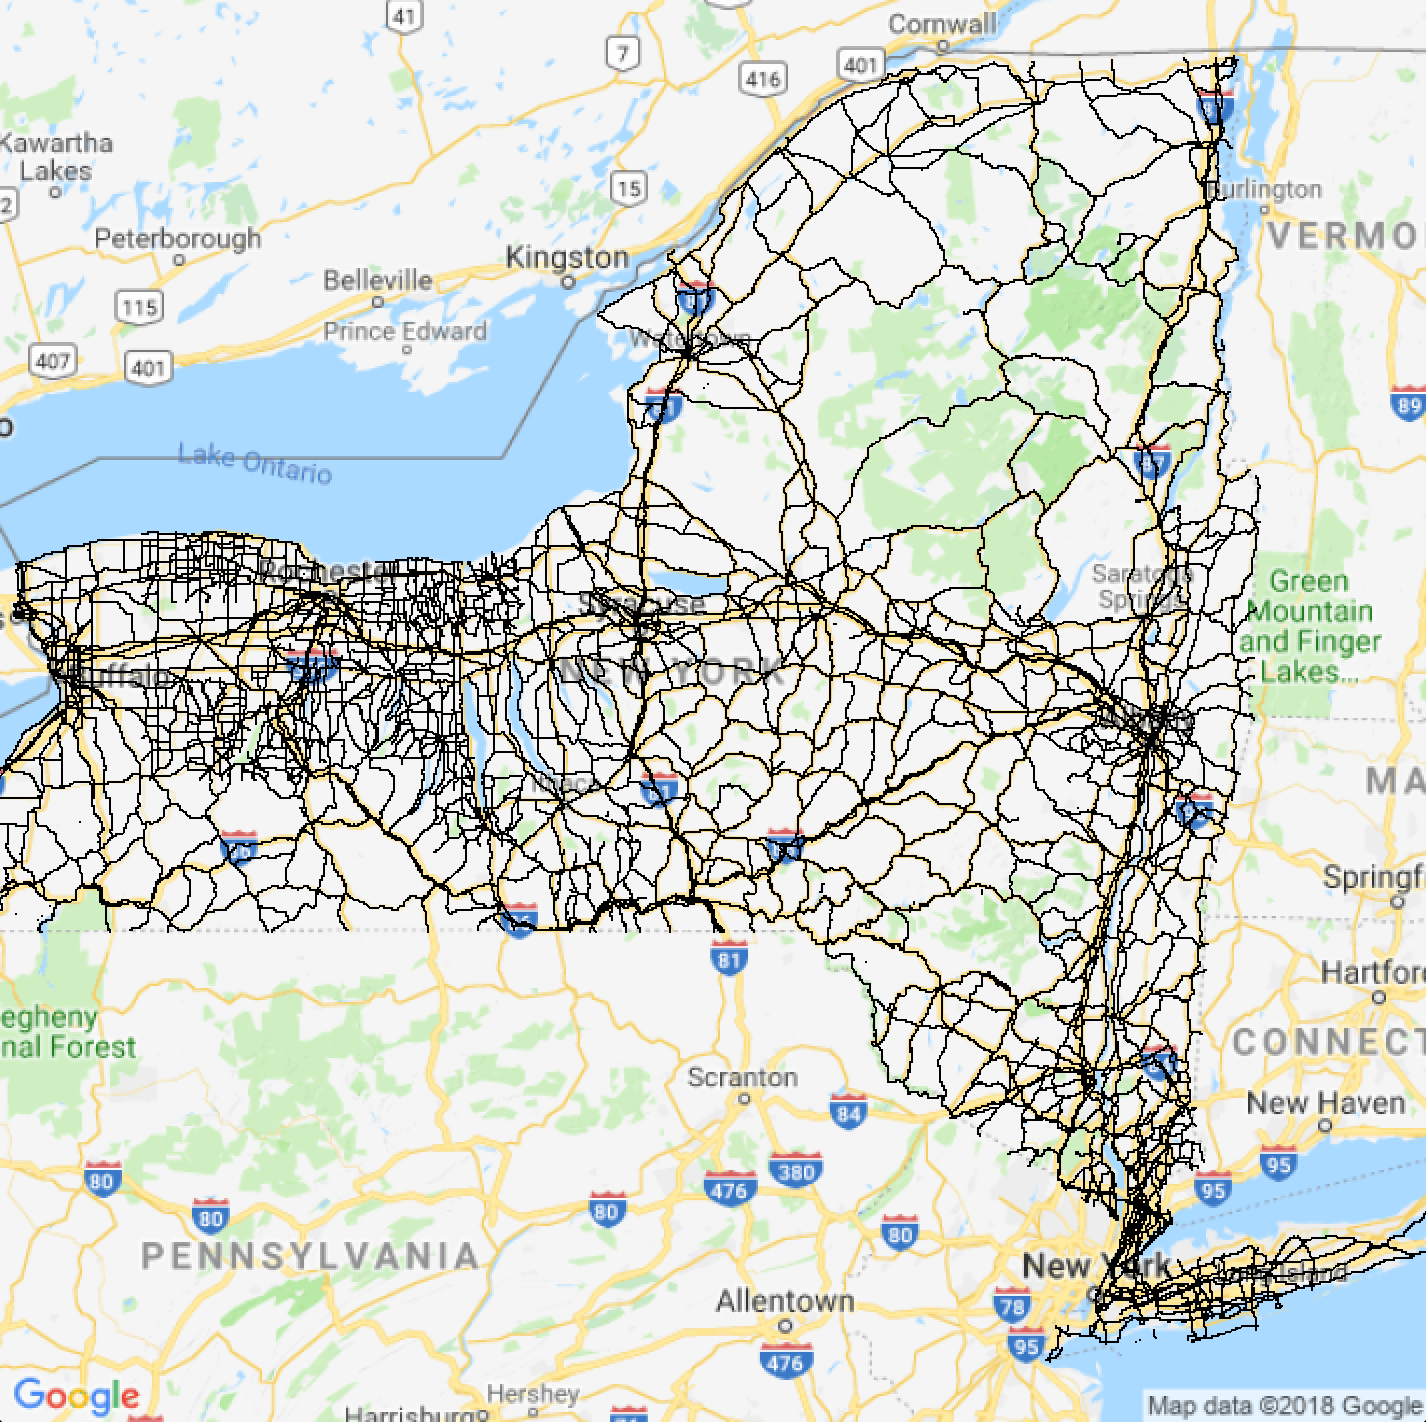 41
Cornwall
7
416
401
Kawartha
Lakes
15
2
Burlington
VERMO
Peterborough
Kingston
Belleville
115
Prince Edward
Watertown
407
401
89
Lake Ontario
Rochester
Saratoga
Springs
Green
Mountain
and Finger
Lakes...
Syracuse
Buffalo
NEW YORK
Albany
Ithaca
MA
81
Springf
81
Hartford
egheny
nal Forest
CONNECT
Scranton
84
New Haven
80
476
380
95
95
80
80
80
PENNSYLVANIA
New York
Long Island
Allentown
78
95
476
Google
Hershey
Harrisburg
Map data ©2018 Google